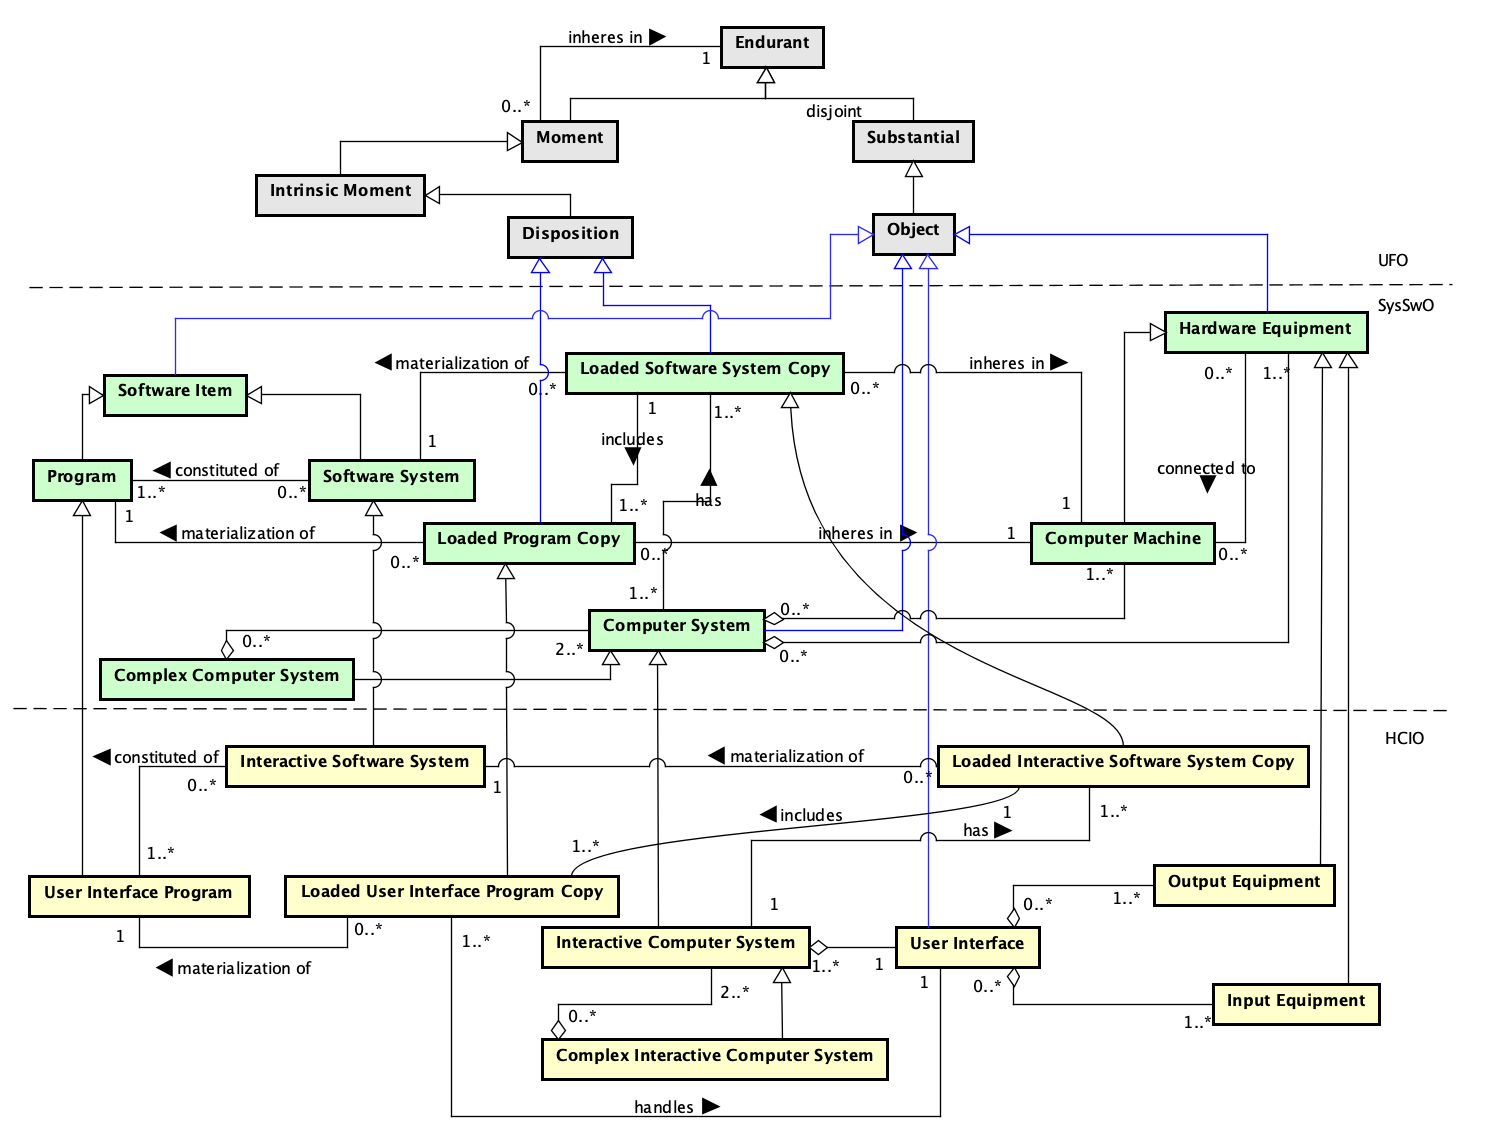 inheres in
Endurant
1
0..*
disjoint
Moment
Substantial
Intrinsic Moment
Disposition
Object
UFO
SysSwO
Hardware Equipment
materialization of
Loaded Software System Copy
inheres in
0..*
0..*
0..*
1..*
Software Item
1
1..*
1
includes
Program
constituted of
Software System
connected to
1..*
0..*
has
1..*
1
1
materialization of
Loaded Program Copy
inheres in
1
Computer Machine
0..*
0..*
0..*
1..*
1..*
0..*
Computer System
0..*
2..*
0..*
Complex Computer System
HCIO
constituted of
Interactive Software System
materialization of
Loaded Interactive Software System Copy
0..*
1
0..*
includes
1
1..*
has
1..*
1..*
User Interface Program
Loaded User Interface Program Copy
Output Equipment
1
0..*
1..*
1
0..*
1..*
Interactive Computer System
User Interface
materialization of
1..*
1
2..*
1
0..*
Input Equipment
0..*
1..*
Complex Interactive Computer System
handles